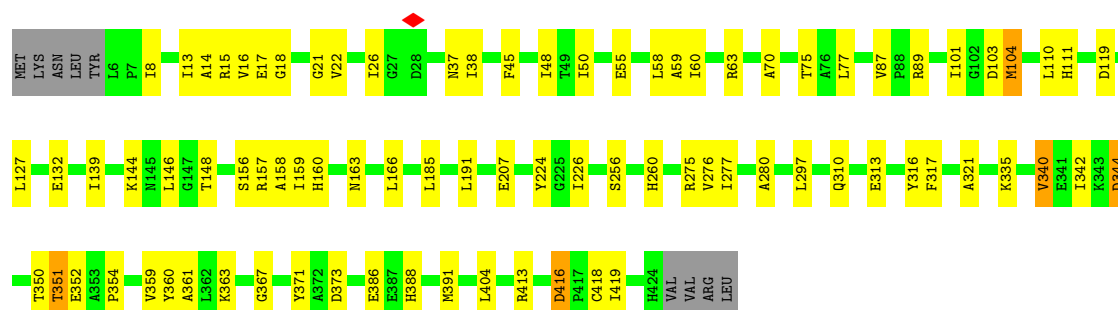 MET LYS ASN LEU TYR L6 P7 I8 I13 A14 R15 V16 E17 G18 G21 V22 I26 G27 D28 N37 I38 F45 I48 T49 I50 E55 L58 A59 I60 R63 A70 T75 A76 L77 V87 P88 R89 I101 G102 D103 M104 L110 H111 D119
L127 E132 I139 K144 N145 L146 G147 T148 S156 R157 A158 I159 H160 N163 L166 L185 L191 E207 Y224 G225 I226 S256 H260 R275 V276 I277 A280 L297 Q310 E313 Y316 F317 A321 K335 V340 E341 I342 K343
T350 T351 E352 A353 P354 V359 Y360 A361 L362 K363 G367 Y371 A372 D373 E386 E387 H388 M391 L404 R413 D416 P417 C418 I419 H424 VAL VAL ARG LEU